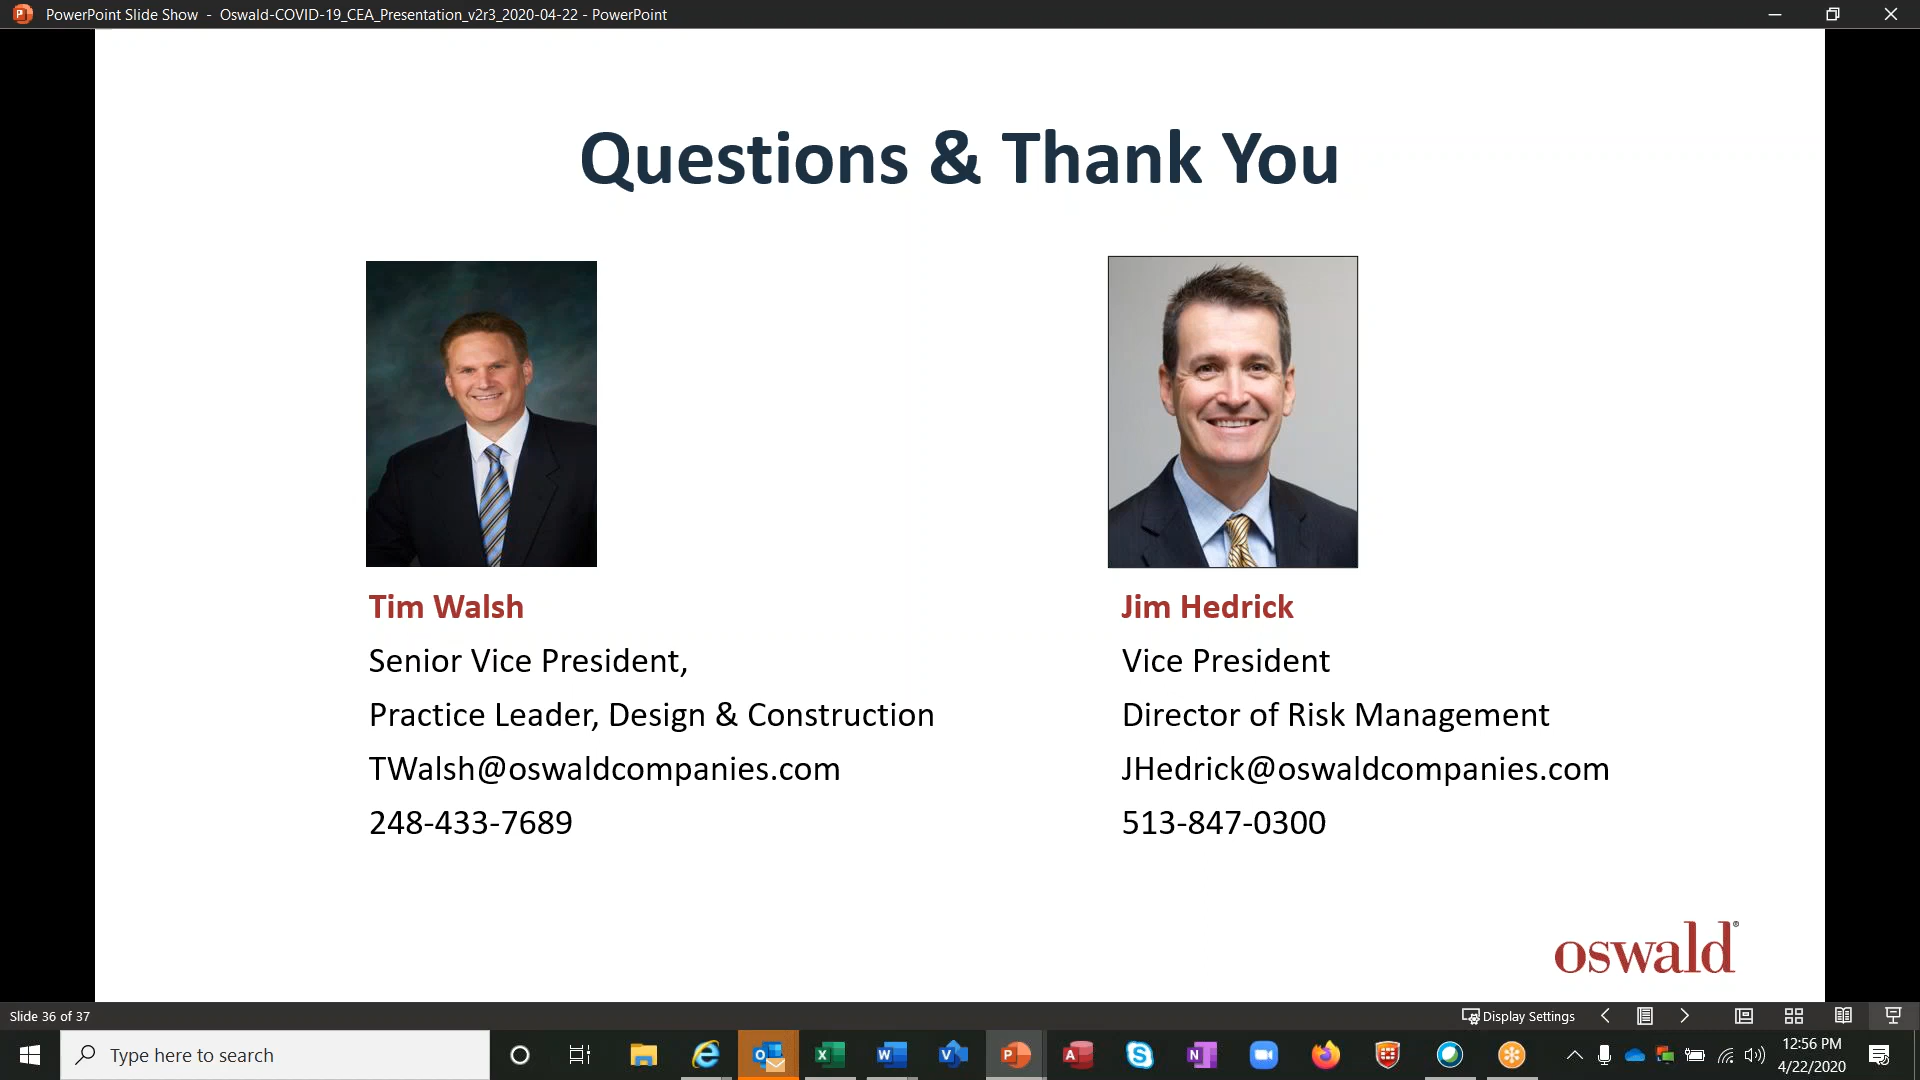 PowerPoint Slide Show - Oswald-COVID-19_CEA_Presentation_v2r3_2020-04-22 - PowerPoint
Questions & Thank You
Tim Walsh
Senior Vice President,
Practice Leader, Design & Construction
TWalsh@oswaldcompanies.com
248-433-7689
Jim Hedrick
Vice President
Director of Risk Management
JHedrick@oswaldcompanies.com
513-847-0300
oswald®
Slide 36 of 37
Display Settings
Type here to search
12:56 PM
4/22/2020